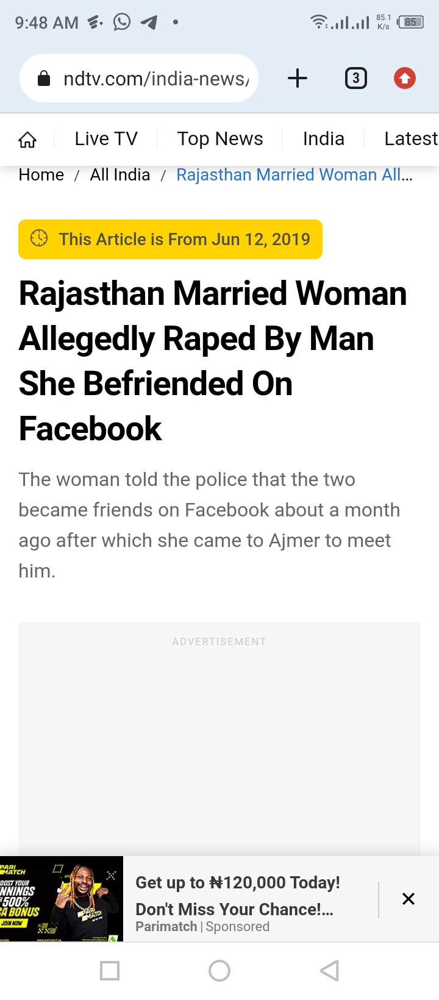 9:48 AM
85.1
K/s
85
ndtv.com/india-news/
3
Live TV
Top News
India
Latest
Home / All India / Rajasthan Married Woman All...
This Article is From Jun 12, 2019
Rajasthan Married Woman
Allegedly Raped By Man
She Befriended On
Facebook
The woman told the police that the two
became friends on Facebook about a month
ago after which she came to Ajmer to meet
him.
ADVERTISEMENT
PARI
MATCH
YOUR
500%
BONUS
JOIN NOW
PARI
MATCH
Get up to ₦120,000 Today!
Don't Miss Your Chance!...
Parimatch | Sponsored